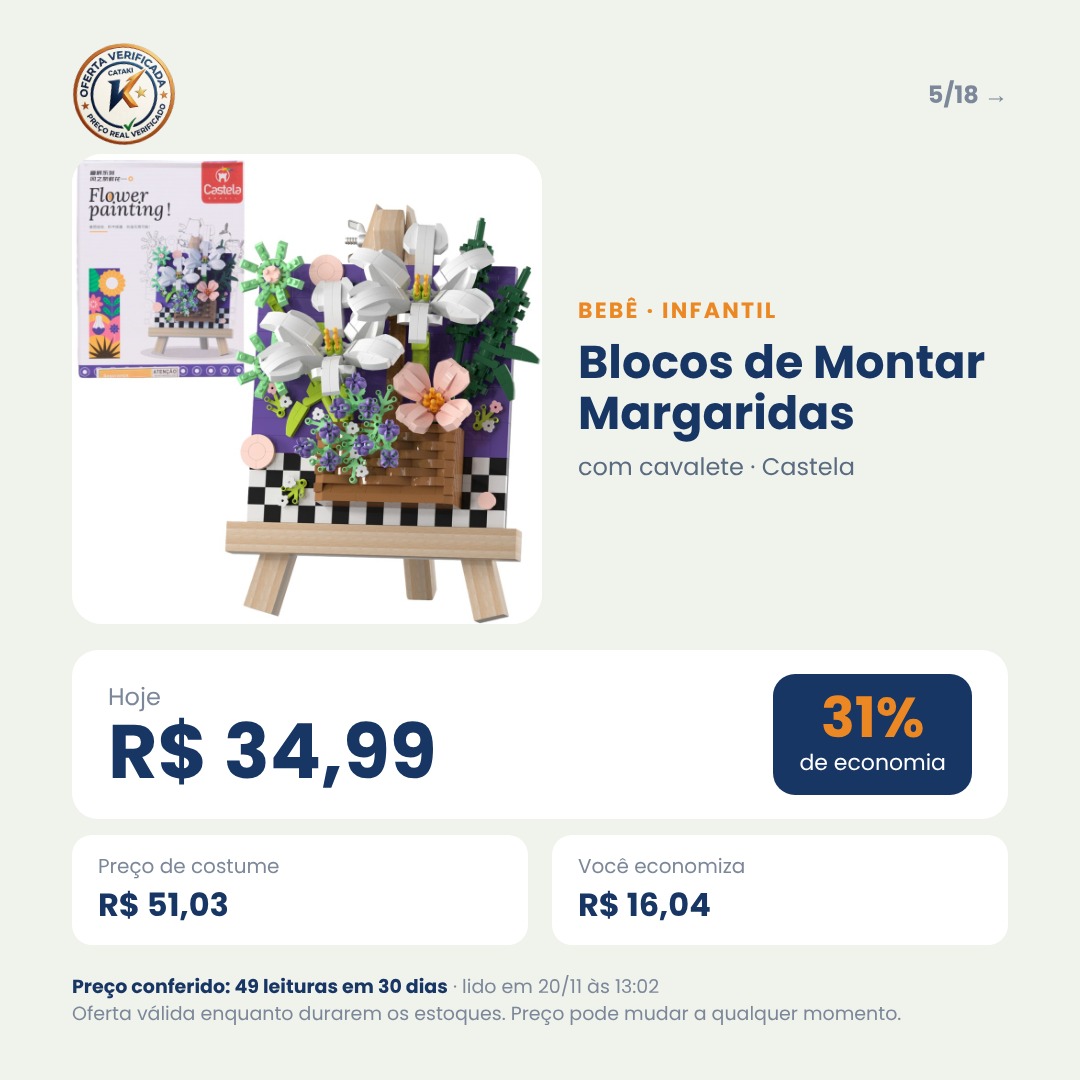 OFERTA VERIFICADA
CATAKI
PREÇO REAL VERIFICADO
5/18 →
Flower
painting!
Castela
ATENÇÃO
BEBÊ · INFANTIL
Blocos de Montar
Margaridas
com cavalete · Castela
Hoje
R$ 34,99
31%
de economia
Preço de costume
R$ 51,03
Você economiza
R$ 16,04
Preço conferido: 49 leituras em 30 dias · lido em 20/11 às 13:02
Oferta válida enquanto durarem os estoques. Preço pode mudar a qualquer momento.